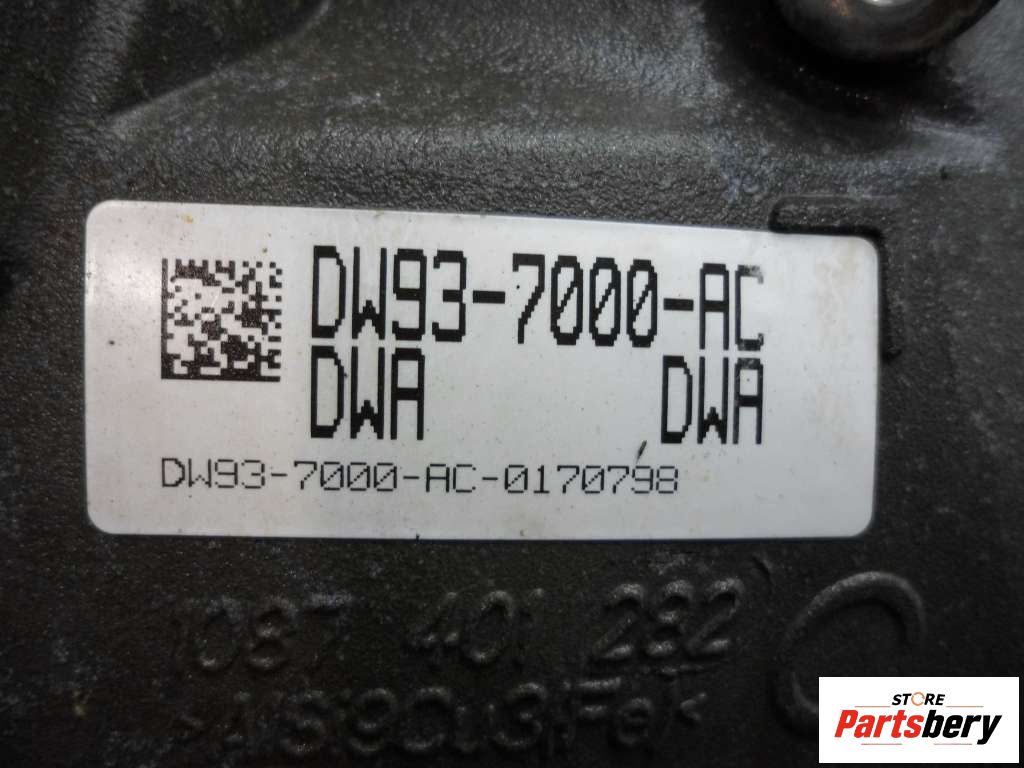 DW93-7000-AC
DWA DWA
DW93-7000-AC-0170798
1087 401 282
>AlSi9Cu3(Fe)<
STORE
Partsbery